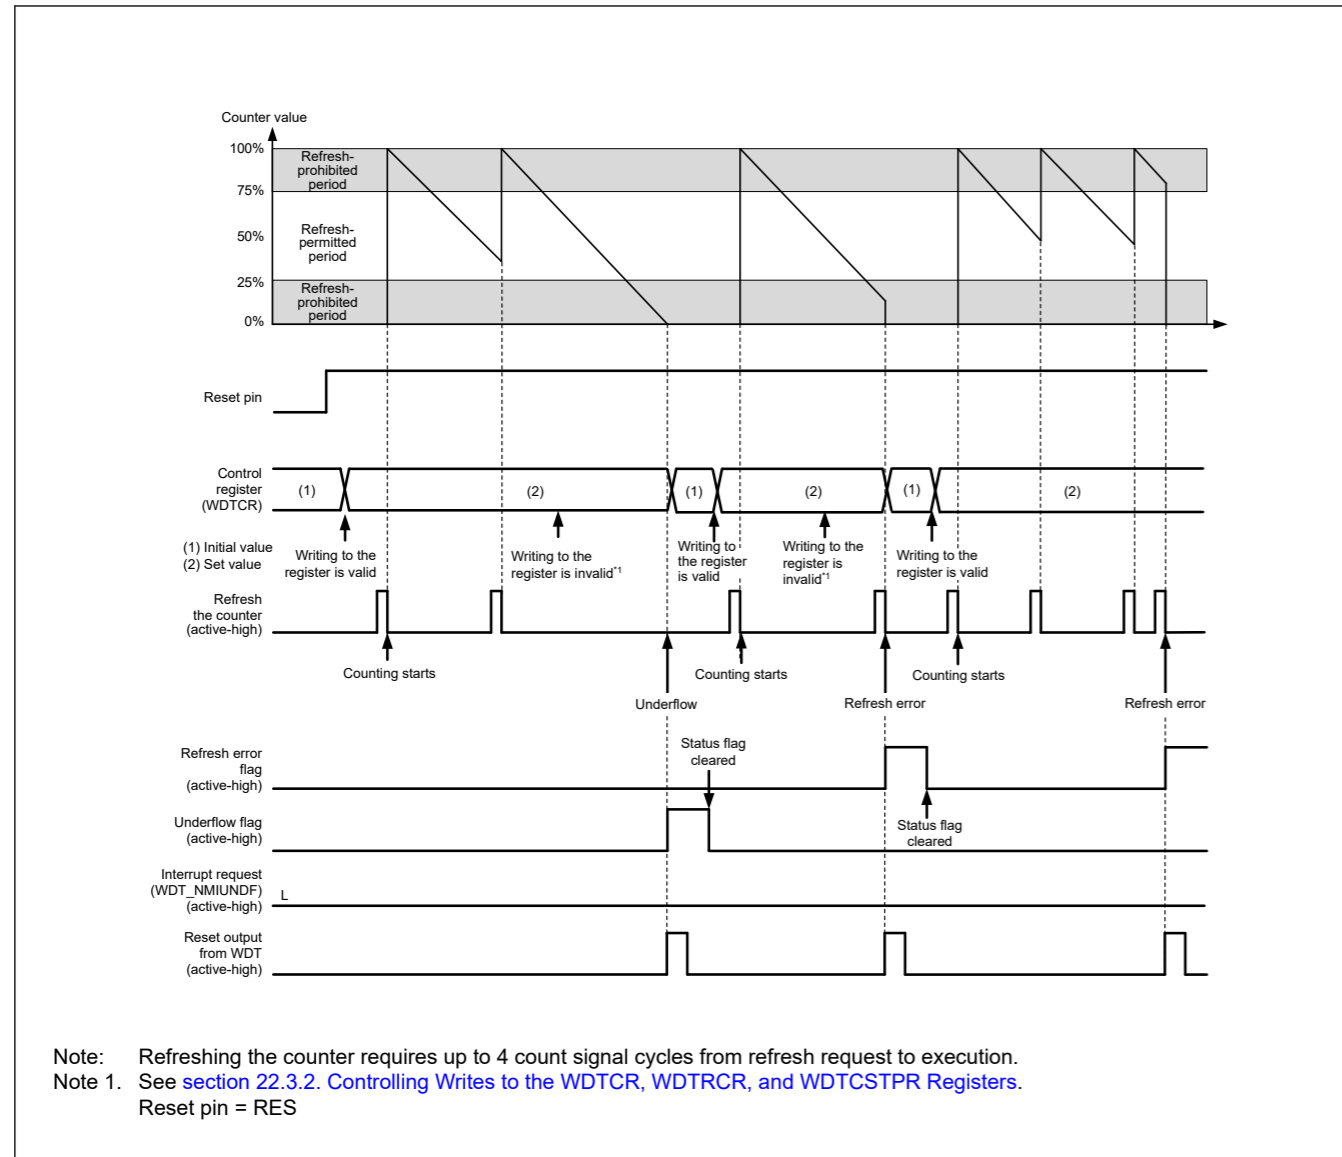 Counter value
100%
Refresh-
prohibited
period
75%
50%
Refresh-
permitted
period
25%
Refresh-
prohibited
period
0%
Reset pin
Control
register
(WDTCR)
(1)
(2)
(1)
(2)
(1)
(2)
(1) Initial value
(2) Set value
Writing to the
register is valid
Writing to the
register is invalid*1
Writing to
the register
is valid
Writing to the
register is
invalid*1
Writing to the
register is valid
Refresh
the counter
(active-high)
Counting starts
Counting starts
Counting starts
Underflow
Refresh error
Refresh error
Refresh error
flag
(active-high)
Status flag
cleared
Underflow flag
(active-high)
Status flag
cleared
Interrupt request
(WDT_NMIUNDF)
(active-high)
L
Reset output
from WDT
(active-high)
Note: Refreshing the counter requires up to 4 count signal cycles from refresh request to execution.
Note 1. See section 22.3.2. Controlling Writes to the WDTCR, WDTRCR, and WDTCSTPR Registers.
Reset pin = RES